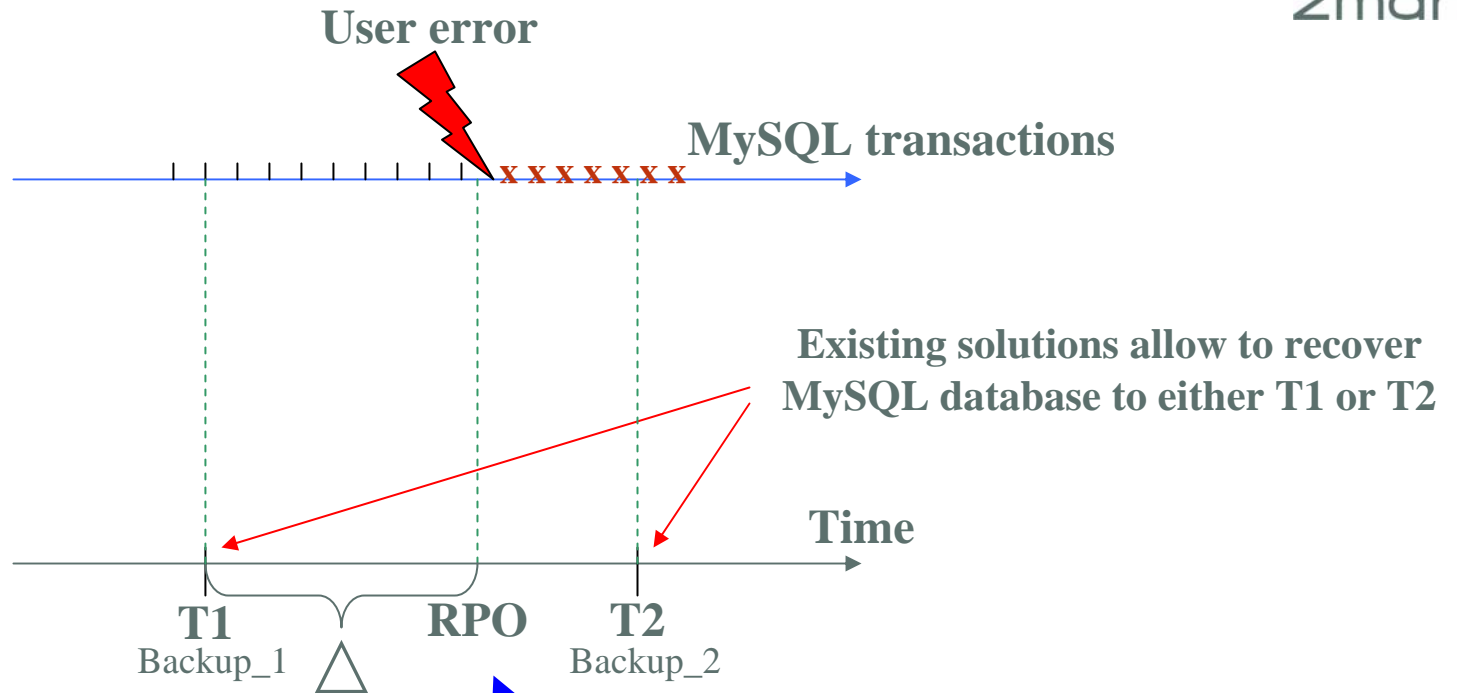 User error
MySQL transactions
x x x x x x x
Existing solutions allow to recover
MySQL database to either T1 or T2
Time
T1
RPO
T2
Backup_1
Backup_2